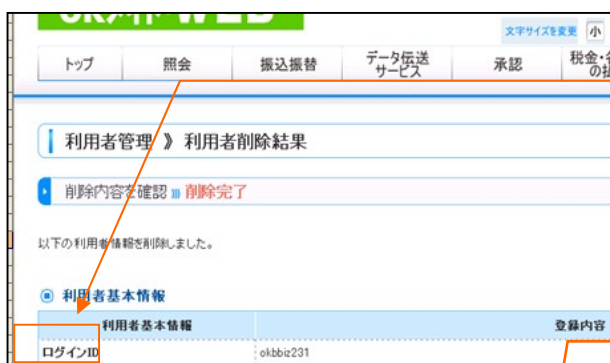 文字サイズを変更 小
トップ 照会 振込振替 データ伝送サービス 承認
利用者管理 》 利用者削除結果
削除内容を確認 »» 削除完了
以下の利用者情報を削除しました。
利用者基本情報
利用者基本情報 登録内容
ログインID okbbiz231